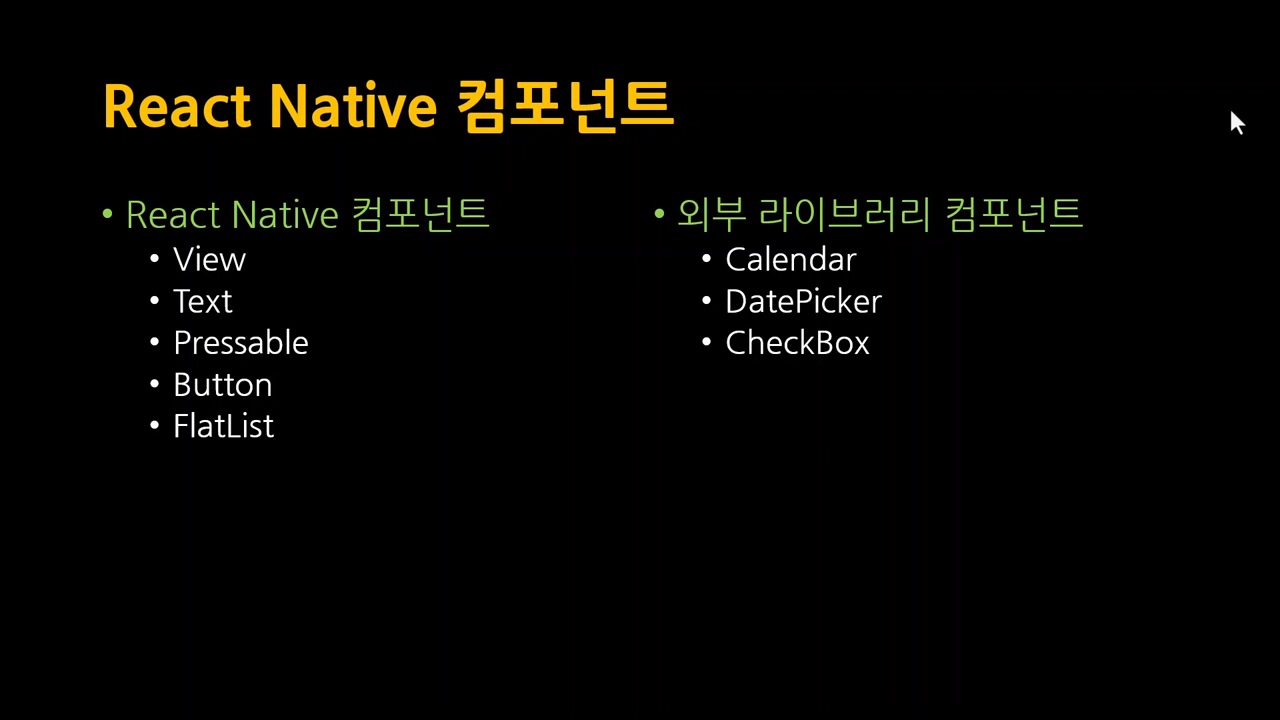 React Native 컴포넌트
• React Native 컴포넌트
• View
• Text
• Pressable
• Button
• FlatList
• 외부 라이브러리 컴포넌트
• Calendar
• DatePicker
• CheckBox